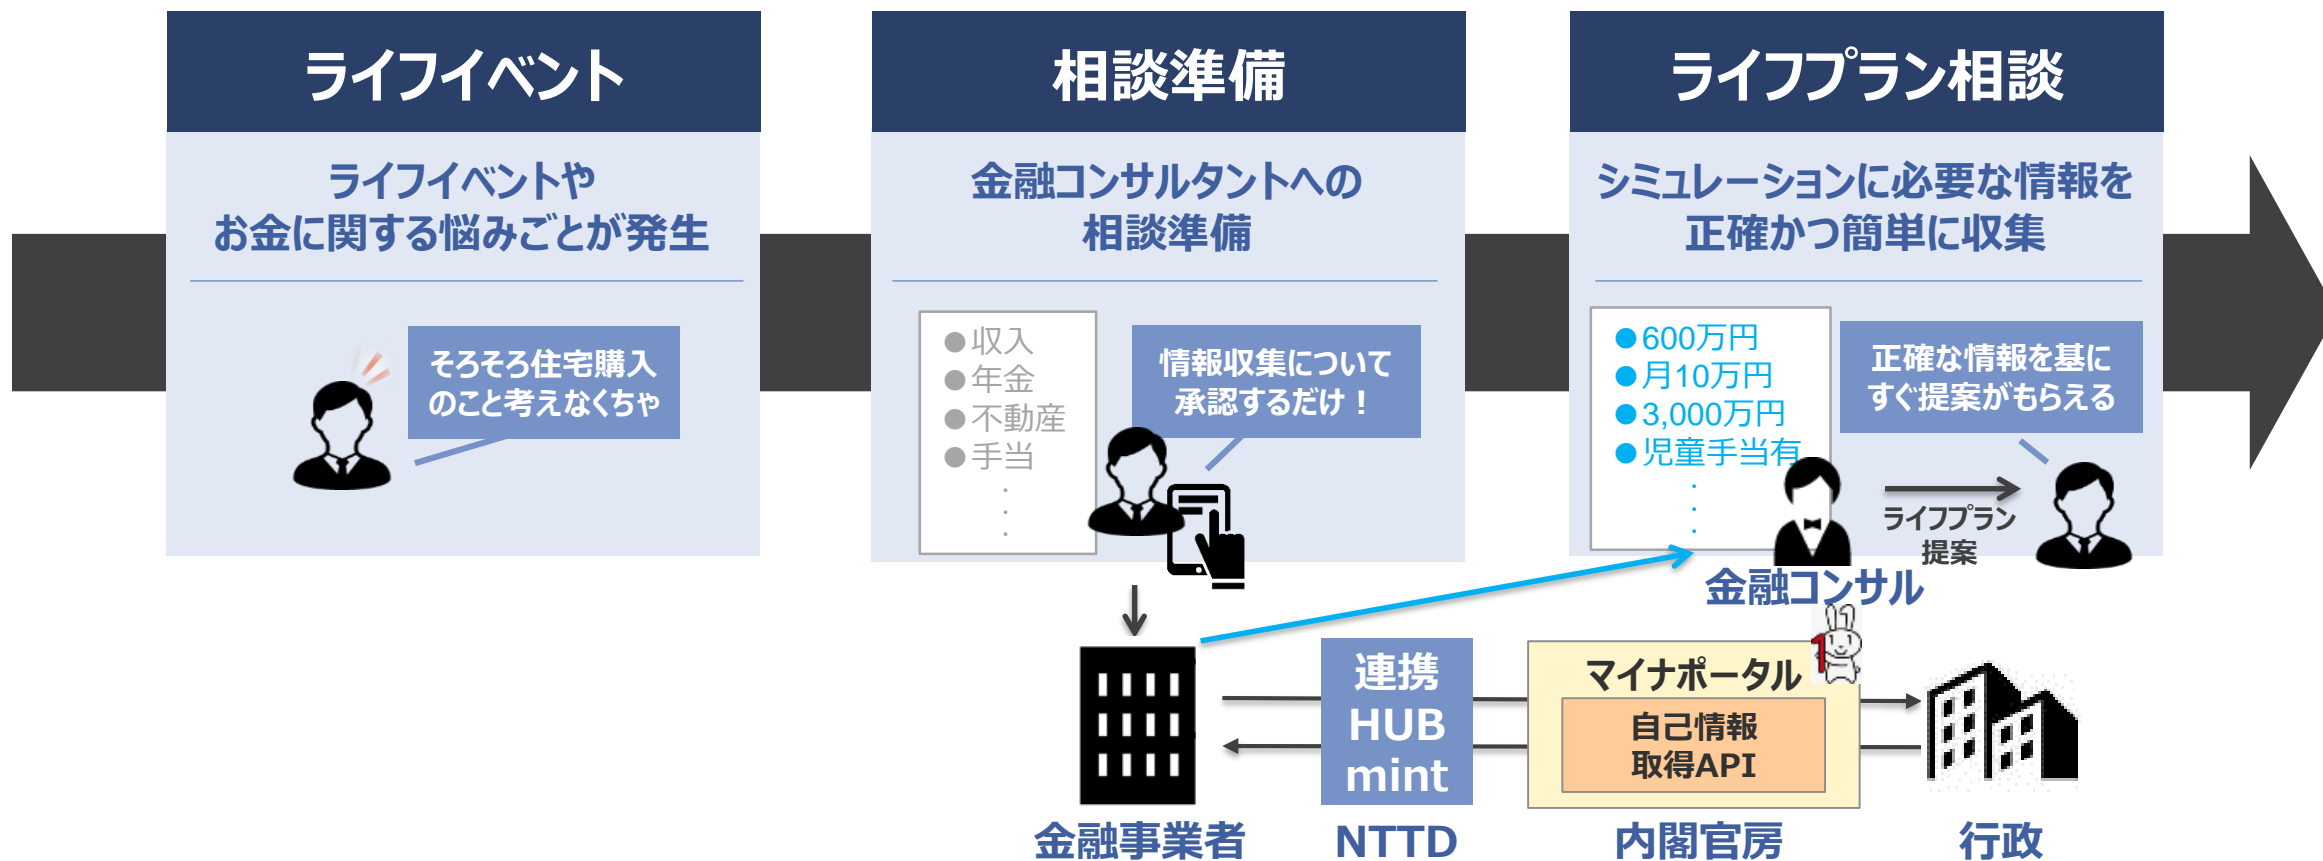 ライフイベント
ライフイベントや
お金に関する悩みごとが発生
そろそろ住宅購入
のこと考えなくちゃ
相談準備
金融コンサルタントへの
相談準備
●収入
●年金
●不動産
●手当
・
・
・
情報収集について
承認するだけ！
ライフプラン相談
シミュレーションに必要な情報を
正確かつ簡単に収集
●600万円
●月10万円
●3,000万円
●児童手当有
・
・
・
正確な情報を基に
すぐ提案がもらえる
ライフプラン
提案
金融コンサル
金融事業者
連携
HUB
mint
NTTD
マイナポータル
1
自己情報
取得API
内閣官房
行政